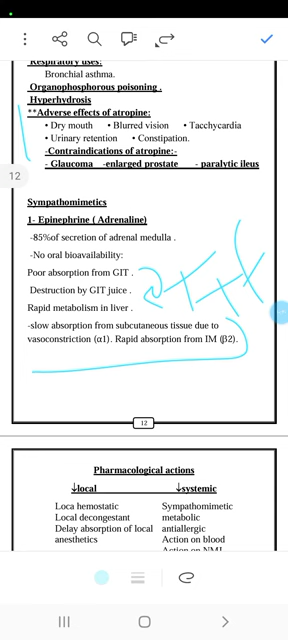 Respiratory uses:
Bronchial asthma.
Organophosphorous poisoning .
Hyperhydrosis
**Adverse effects of atropine:
• Dry mouth • Blurred vision • Tacchycardia
• Urinary retention • Constipation.
-Contraindications of atropine:-
- Glaucoma -enlarged prostate - paralytic ileus
12
Sympathomimetics
1- Epinephrine ( Adrenaline)
-85%of secretion of adrenal medulla .
-No oral bioavailability:
Poor absorption from GIT .
Destruction by GIT juice .
Rapid metabolism in liver .
-slow absorption from subcutaneous tissue due to
vasoconstriction (α1). Rapid absorption from IM (β2).
12
Pharmacological actions
↓local ↓systemic
Loca hemostatic Sympathomimetic
Local decongestant metabolic
Delay absorption of local antiallergic
anesthetics Action on blood
Action on NMJ